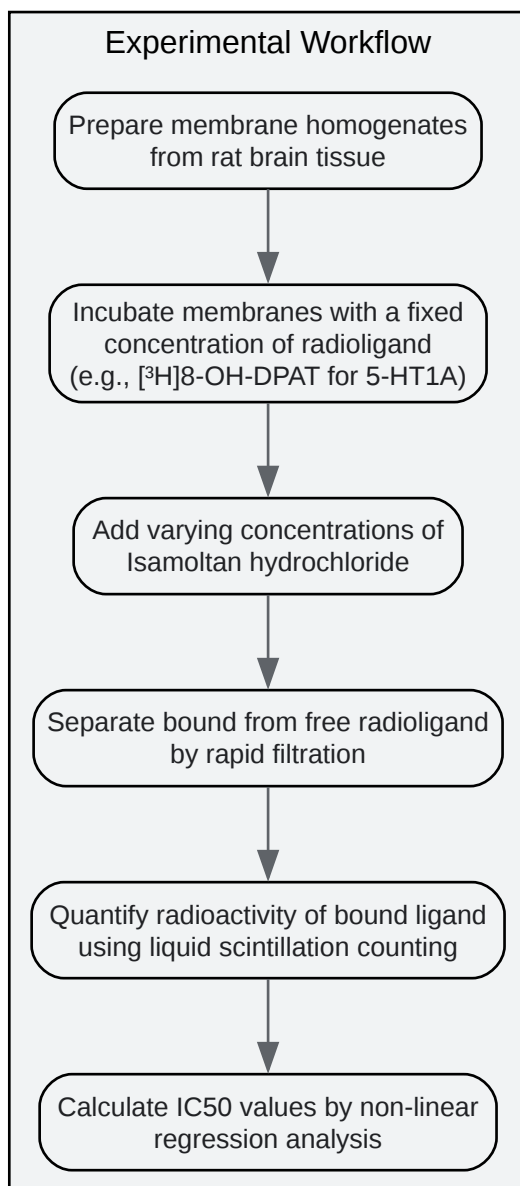 Experimental Workflow
Prepare membrane homogenates
from rat brain tissue
Incubate membranes with a fixed
concentration of radioligand
(e.g., [³H]8-OH-DPAT for 5-HT1A)
Add varying concentrations of
Isamoltan hydrochloride
Separate bound from free radioligand
by rapid filtration
Quantify radioactivity of bound ligand
using liquid scintillation counting
Calculate IC50 values by non-linear
regression analysis